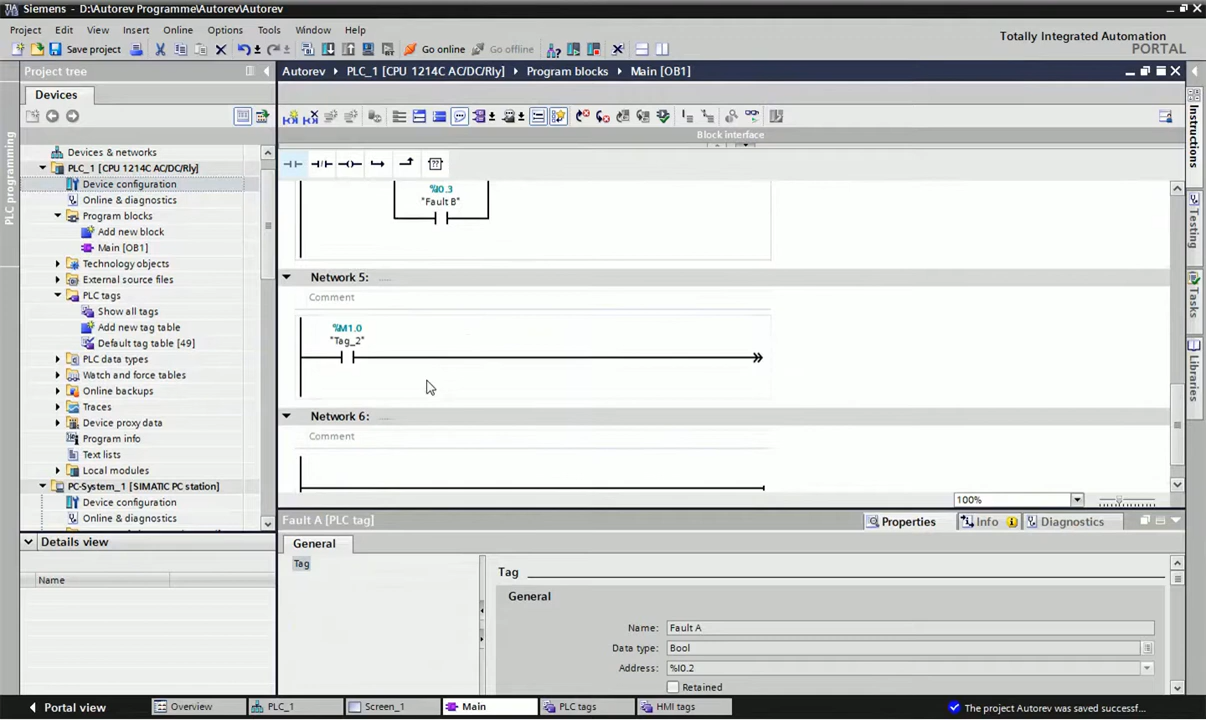 Siemens - D:\Autorev Programme\Autorev\Autorev
Project Edit View Insert Online Options Tools Window Help
Totally Integrated Automation
PORTAL
Save project Go online Go offline
Project tree
Autorev PLC_1 [CPU 1214C AC/DC/Rly] Program blocks Main [OB1]
Devices
Block interface
Devices & networks
PLC_1 [CPU 1214C AC/DC/Rly]
Device configuration
Online & diagnostics
Program blocks
Add new block
Main [OB1]
Technology objects
External source files
PLC tags
Show all tags
Add new tag table
Default tag table [49]
PLC data types
Watch and force tables
Online backups
Traces
Device proxy data
Program info
Text lists
Local modules
PC-System_1 [SIMATIC PC station]
Device configuration
Online & diagnostics
%I0.3
"Fault B"
Network 5:
Comment
%M1.0
"Tag_2"
Network 6:
Comment
100%
Fault A [PLC tag]
Properties Info Diagnostics
General
Tag
Tag
General
Name: Fault A
Data type: Bool
Address: %I0.2
Retained
Details view
Name
PLC programming
Instructions
Testing
Tasks
Libraries
Portal view Overview PLC_1 Screen_1 Main PLC tags HMI tags The project Autorev was saved successf...